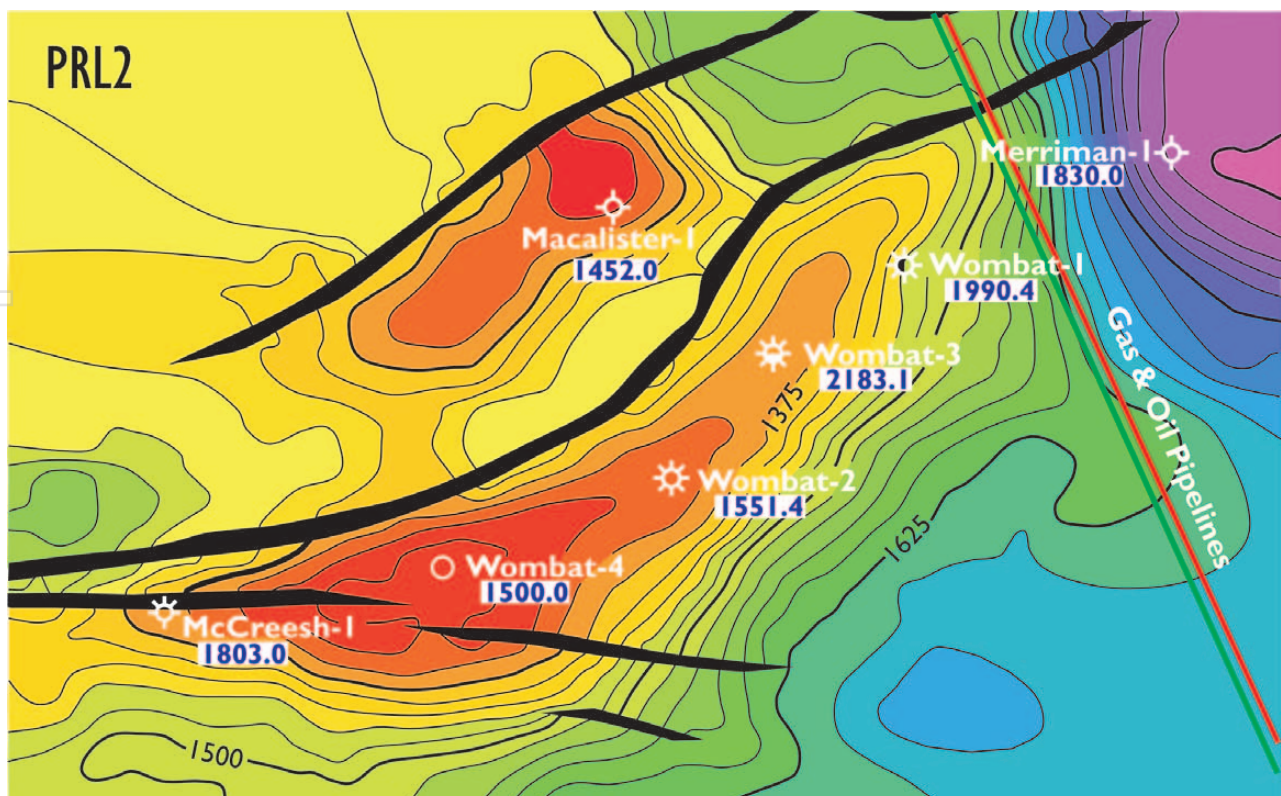 PRL2
Merriman-1
1830.0
Macalister-1
1452.0
Wombat-1
1990.4
Wombat-3
2183.1
1375
Gas & Oil Pipelines
Wombat-2
1551.4
1625
Wombat-4
1500.0
McCreesh-1
1803.0
1500